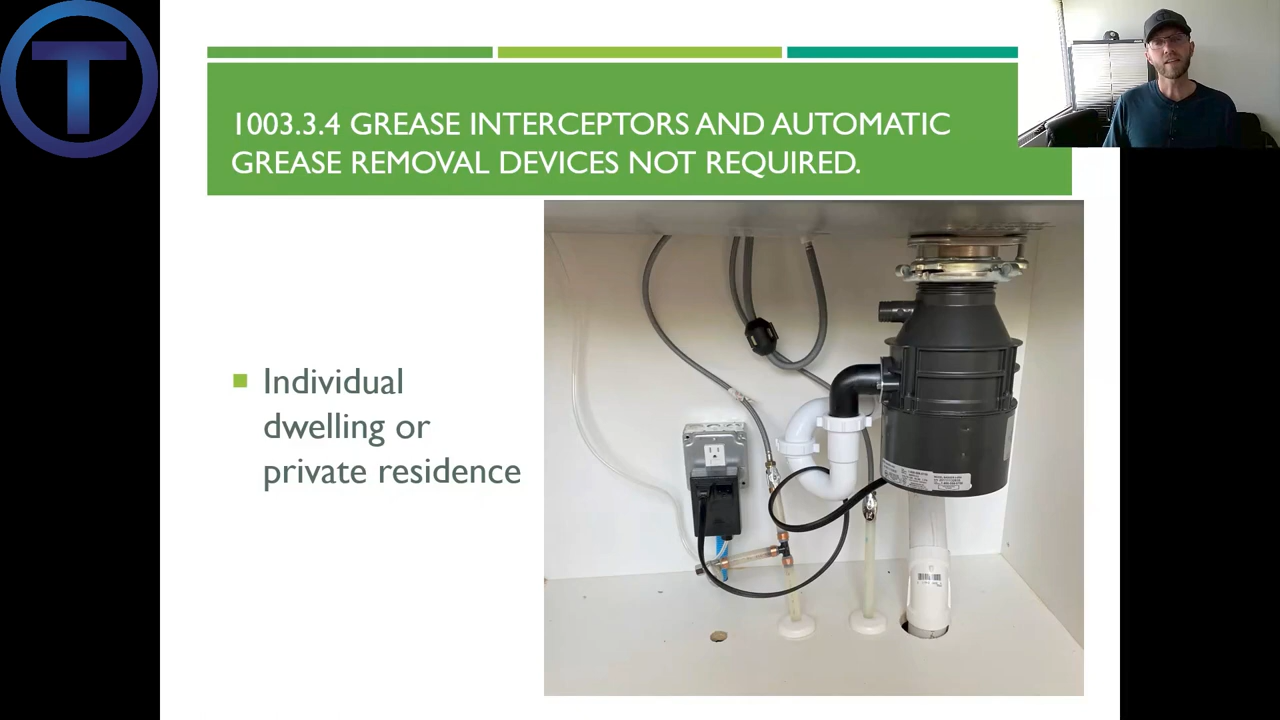 T
1003.3.4 GREASE INTERCEPTORS AND AUTOMATIC
GREASE REMOVAL DEVICES NOT REQUIRED.
Individual
dwelling or
private residence